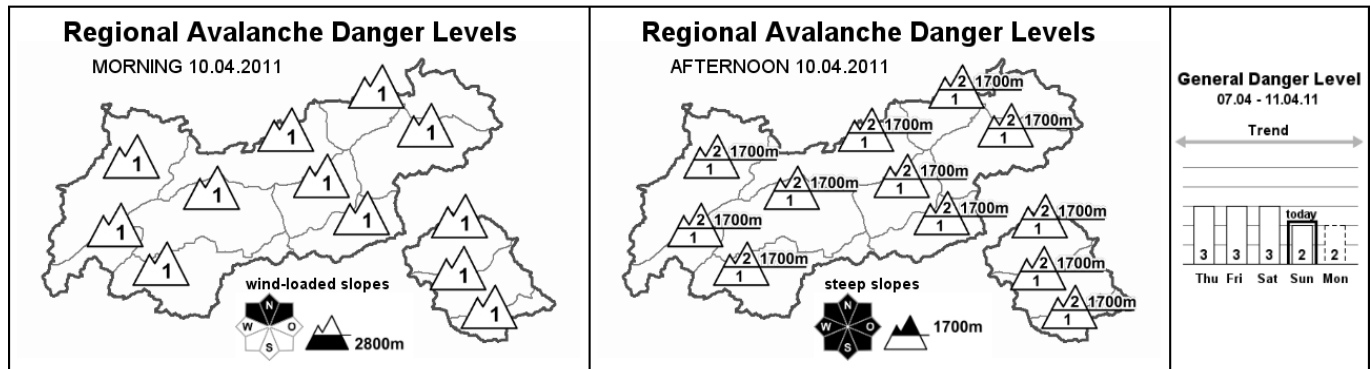 Regional Avalanche Danger Levels
MORNING 10.04.2011
1
1
1
1
1
1
1
1
1
1
1
1
1
wind-loaded slopes
N
W O
S
2800m
Regional Avalanche Danger Levels
AFTERNOON 10.04.2011
2 1700m
1
2 1700m
1
2 1700m
1
2 1700m
1
2 1700m
1
2 1700m
1
2 1700m
1
2 1700m
1
2 1700m
1
2 1700m
1
2 1700m
1
2 1700m
1
2 1700m
1
steep slopes
N
W O
S
1700m
General Danger Level
07.04 - 11.04.11
Trend
today
3 3 3 2 2
Thu Fri Sat Sun Mon